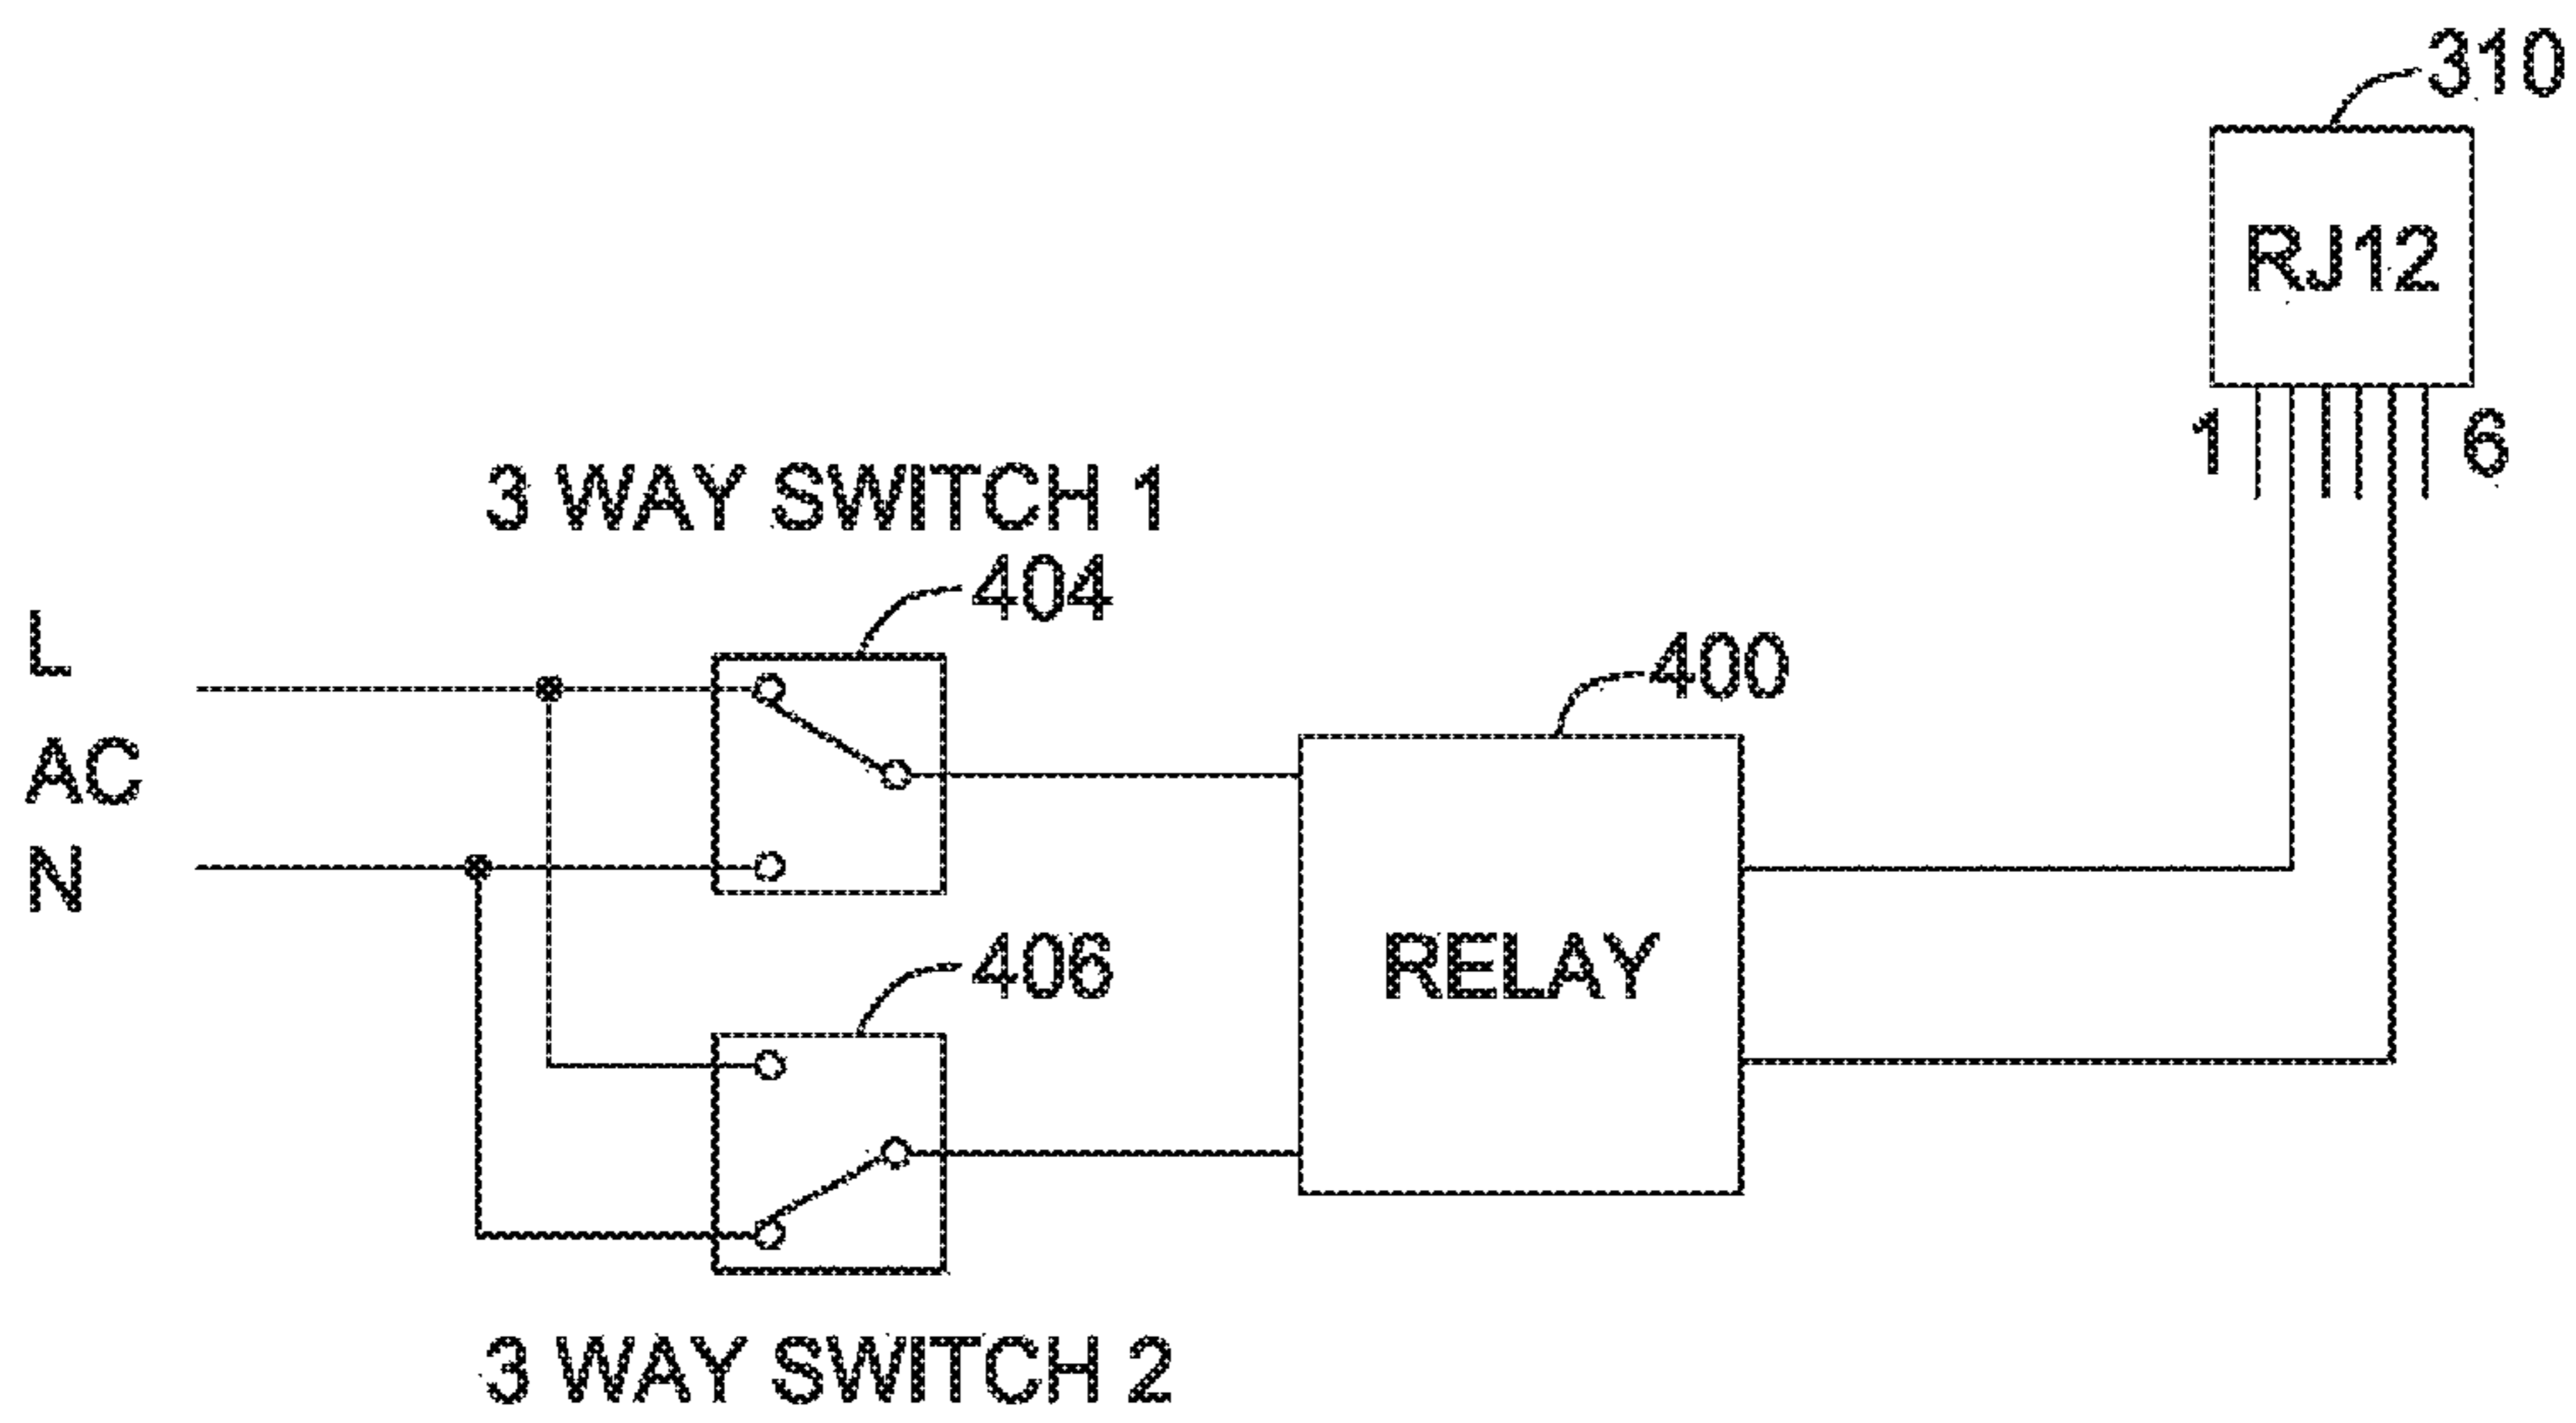 310
RJ12
1
6
3 WAY SWITCH 1
404
L
400
AC
N
406
RELAY
3 WAY SWITCH 2